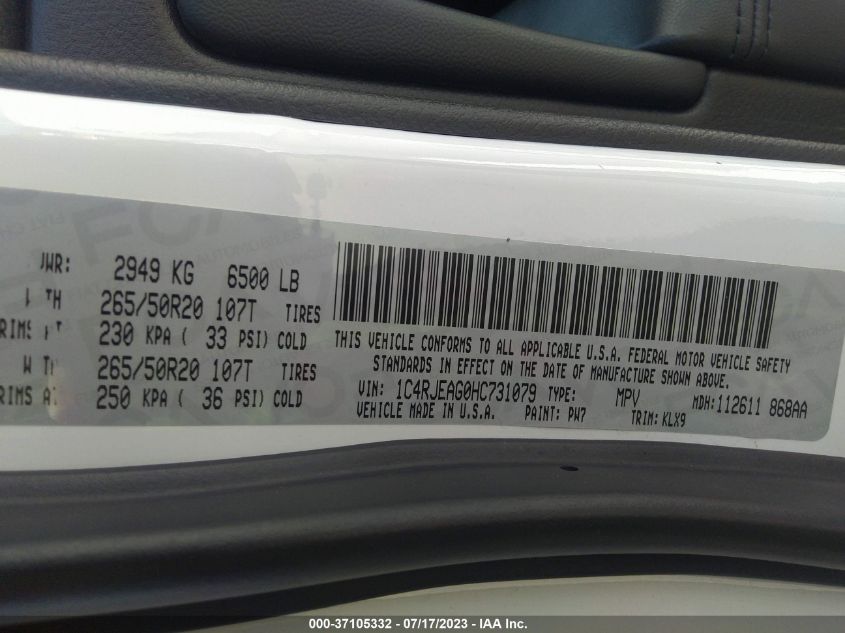 2949 KG 6500 LB
265/50R20 107T TIRES
230 KPA ( 33 PSI) COLD
265/50R20 107T TIRES
RIMS
250 KPA ( 36 PSI) COLD
THIS VEHICLE CONFORMS TO ALL APPLICABLE U.S.A. FEDERAL MOTOR VEHICLE SAFETY
STANDARDS IN EFFECT ON THE DATE OF MANUFACTURE SHOWN ABOVE.
VIN: 1C4RJEAG0HC731079 TYPE: MPV MDH:112611 868AA
VEHICLE MADE IN U.S.A. PAINT: PW7 TRIM: KLX9
000-37105332 - 07/17/2023 - IAA Inc.